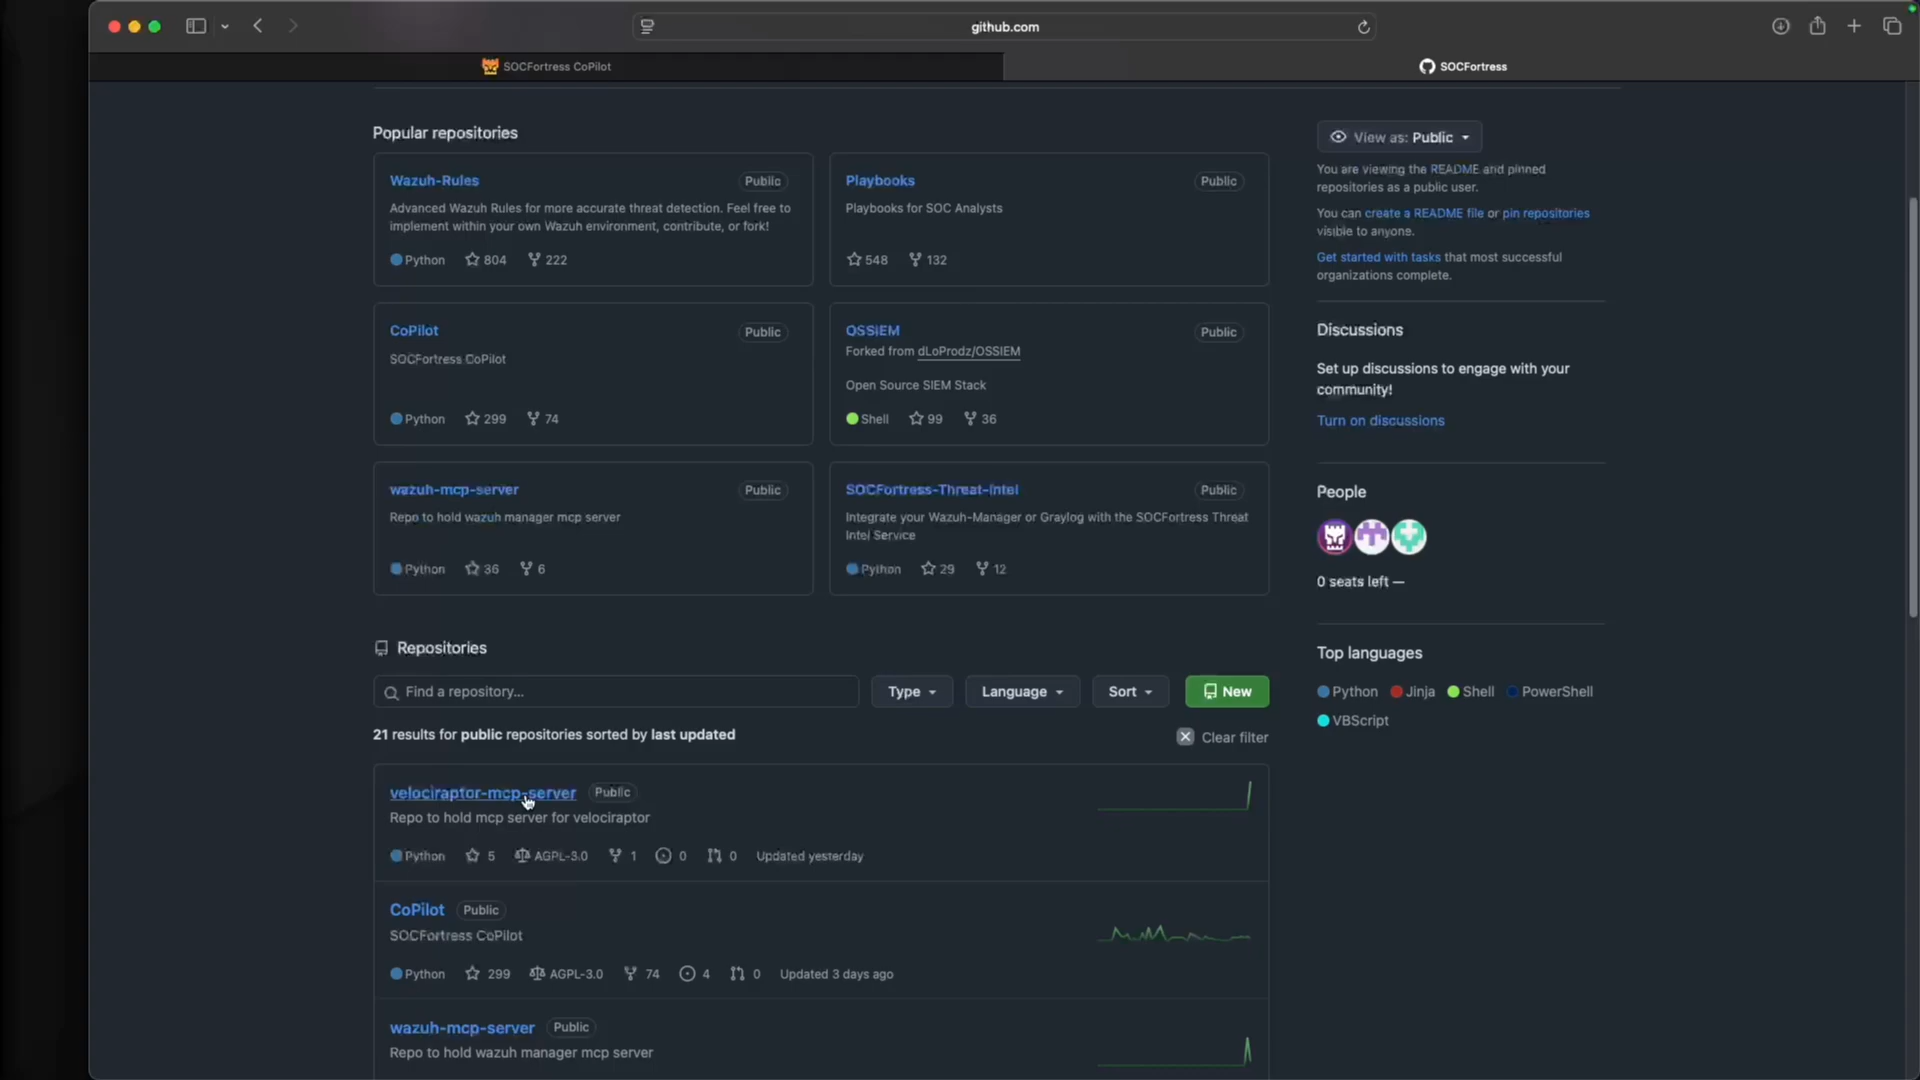 github.com
SOCFortress CoPilot
SOCFortress
Popular repositories
Wazuh-Rules
Public
Advanced Wazuh Rules for more accurate threat detection. Feel free to
implement within your own Wazuh environment, contribute, or fork!
Python 804 222
Playbooks
Public
Playbooks for SOC Analysts
548 132
CoPilot
Public
SOCFortress CoPilot
Python 299 74
OSSIEM
Public
Forked from dLoProdz/OSSIEM
Open Source SIEM Stack
Shell 99 36
wazuh-mcp-server
Public
Repo to hold wazuh manager mcp server
Python 36 6
SOCFortress-Threat-Intel
Public
Integrate your Wazuh-Manager or Graylog with the SOCFortress Threat
Intel Service
Python 29 12
Repositories
Find a repository...
Type
Language
Sort
New
21 results for public repositories sorted by last updated
Clear filter
velociraptor-mcp-server Public
Repo to hold mcp server for velociraptor
Python 5 AGPL-3.0 1 0 0 Updated yesterday
CoPilot Public
SOCFortress CoPilot
Python 299 AGPL-3.0 74 4 0 Updated 3 days ago
wazuh-mcp-server Public
Repo to hold wazuh manager mcp server
View as: Public
You are viewing the README and pinned
repositories as a public user.
You can create a README file or pin repositories
visible to anyone.
Get started with tasks that most successful
organizations complete.
Discussions
Set up discussions to engage with your
community!
Turn on discussions
People
0 seats left —
Top languages
Python Jinja Shell PowerShell
VBScript